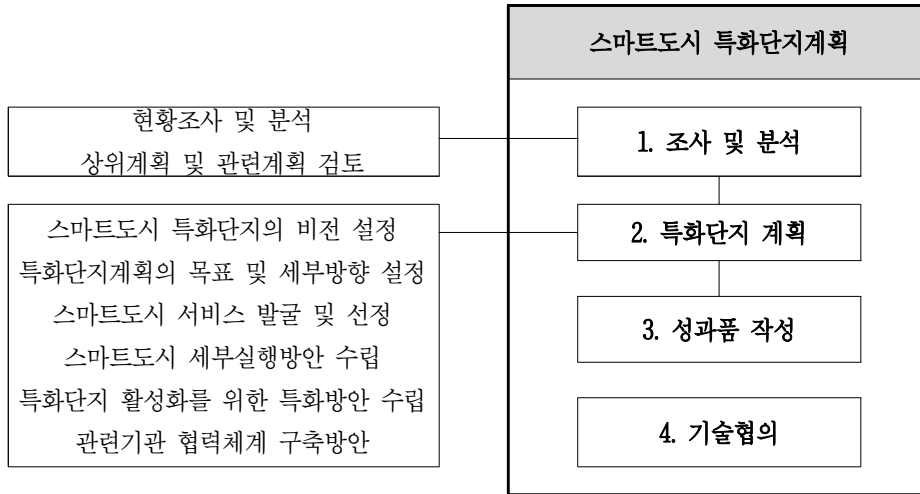 스마트도시 특화단지계획
현황조사 및 분석
상위계획 및 관련계획 검토
1. 조사 및 분석
스마트도시 특화단지의 비전 설정
특화단지계획의 목표 및 세부방향 설정
스마트도시 서비스 발굴 및 선정
스마트도시 세부실행방안 수립
특화단지 활성화를 위한 특화방안 수립
관련기관 협력체계 구축방안
2. 특화단지 계획
3. 성과품 작성
4. 기술협의